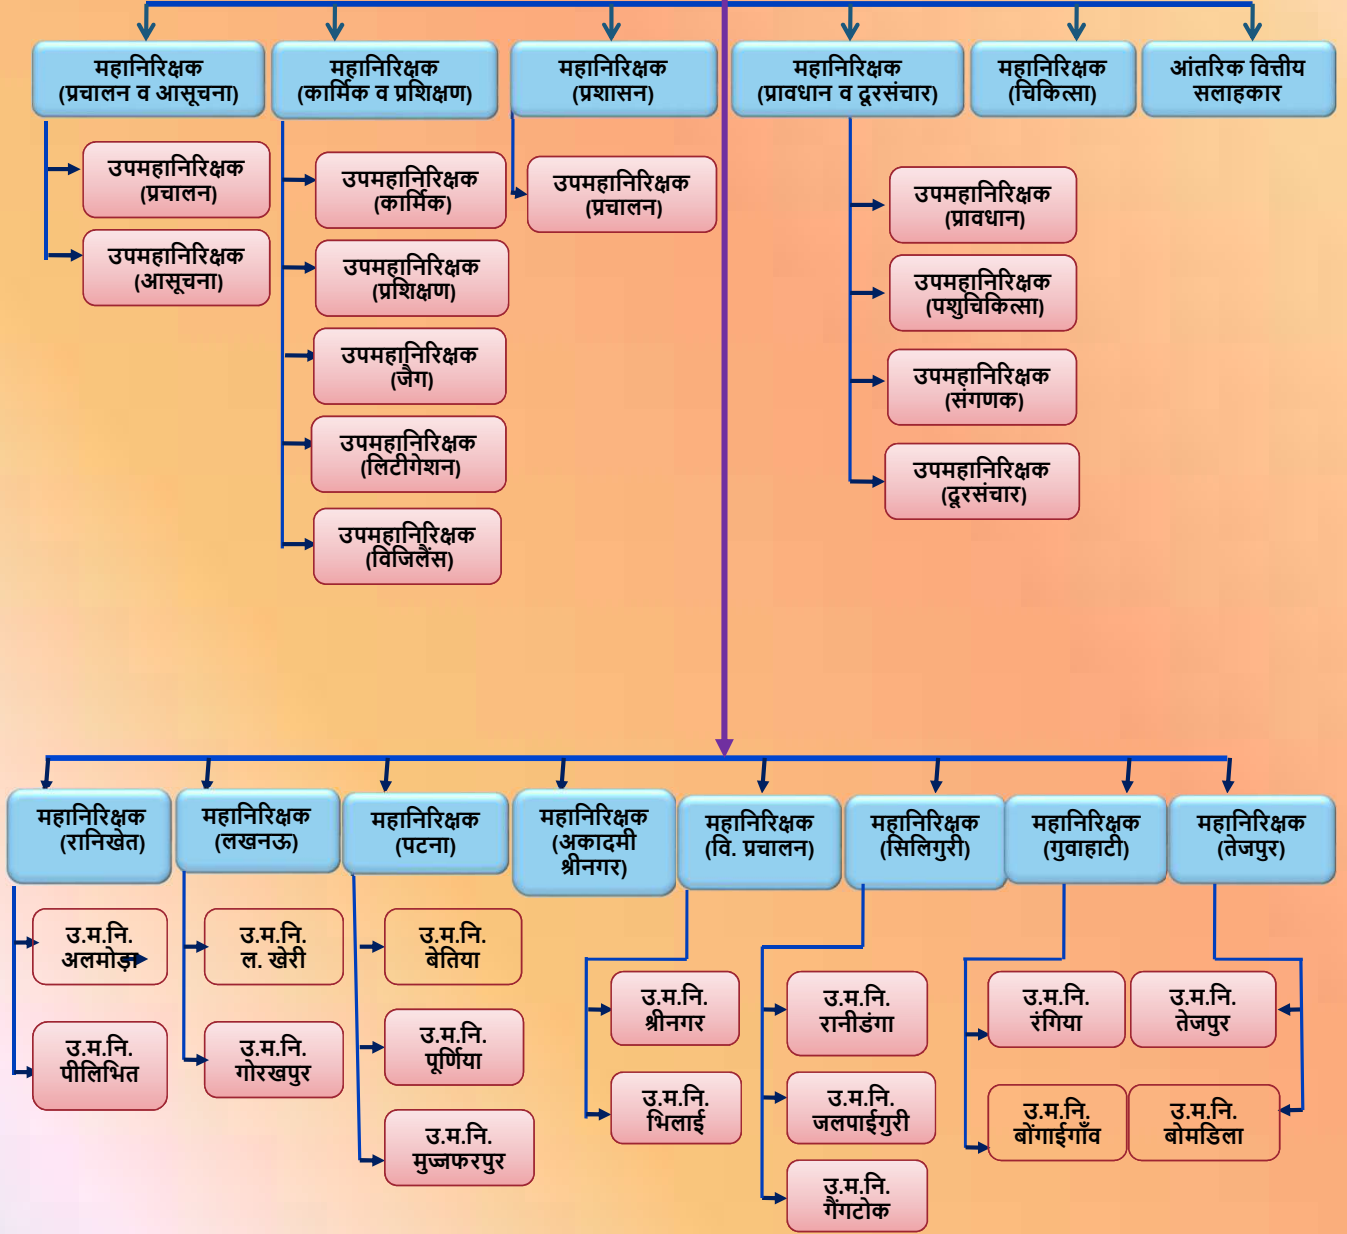 महानिरिक्षक
(प्रचालन व आसूचना)
महानिरिक्षक
(कार्मिक व प्रशिक्षण)
महानिरिक्षक
(प्रशासन)
महानिरिक्षक
(प्रावधान व दूरसंचार)
महानिरिक्षक
(चिकित्सा)
आंतरिक वित्तीय
सलाहकार
उपमहानिरिक्षक
(प्रचालन)
उपमहानिरिक्षक
(आसूचना)
उपमहानिरिक्षक
(कार्मिक)
उपमहानिरिक्षक
(प्रशिक्षण)
उपमहानिरिक्षक
(जैग)
उपमहानिरिक्षक
(लिटीगेशन)
उपमहानिरिक्षक
(विजिलैंस)
उपमहानिरिक्षक
(प्रचालन)
उपमहानिरिक्षक
(प्रावधान)
उपमहानिरिक्षक
(पशुचिकित्सा)
उपमहानिरिक्षक
(संगणक)
उपमहानिरिक्षक
(दूरसंचार)
महानिरिक्षक
(रानिखेत)
महानिरिक्षक
(लखनऊ)
महानिरिक्षक
(पटना)
महानिरिक्षक
(अकादमी
श्रीनगर)
महानिरिक्षक
(वि. प्रचालन)
महानिरिक्षक
(सिलिगुरी)
महानिरिक्षक
(गुवाहाटी)
महानिरिक्षक
(तेजपुर)
उ.म.नि.
अलमोड़ा
उ.म.नि.
पीलिभित
उ.म.नि.
ल. खेरी
उ.म.नि.
गोरखपुर
उ.म.नि.
बेतिया
उ.म.नि.
पूर्णिया
उ.म.नि.
मुज्जफरपुर
उ.म.नि.
श्रीनगर
उ.म.नि.
भिलाई
उ.म.नि.
रानीडंगा
उ.म.नि.
जलपाईगुरी
उ.म.नि.
गैंगटोक
उ.म.नि.
रंगिया
उ.म.नि.
बोंगाईगाँव
उ.म.नि.
तेजपुर
उ.म.नि.
बोमडिला